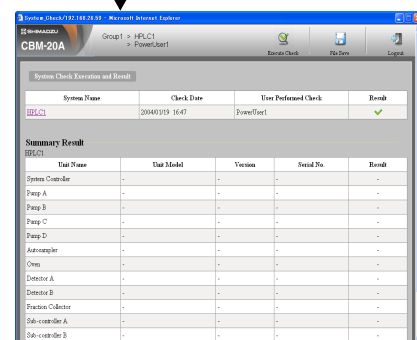 System_Check/192.168.26.59 - Microsoft Internet Explorer
SHIMADZU
CBM-20A
Group1 > HPLC1
> PowerUser1
Execute Check File Save Logout
System Check Execution and Result
System Name Check Date User Performed Check Result
HPLC1 2004/01/19 16:47 PowerUser1
Summary Result
HPLC1
Unit Name Unit Model Version Serial No. Result
System Controller - - - -
Pump A - - - -
Pump B - - - -
Pump C - - - -
Pump D - - - -
Autosampler - - - -
Oven - - - -
Detector A - - - -
Detector B - - - -
Fraction Collector - - - -
Sub-controller A - - - -
Sub-controller B - - - -